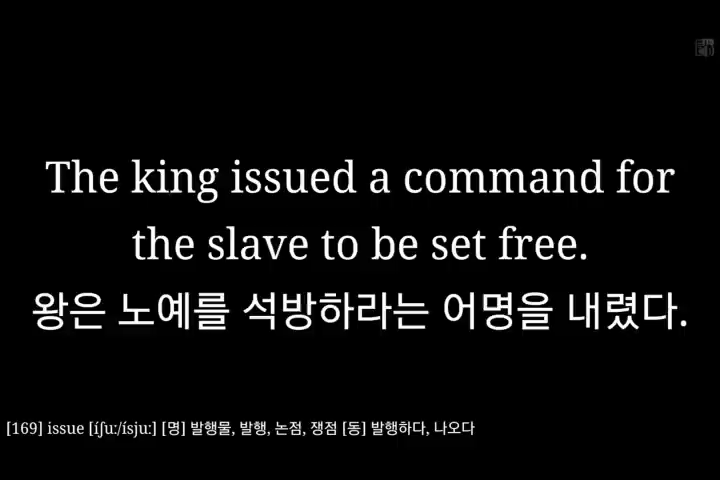 The king issued a command for
the slave to be set free.
왕은 노예를 석방하라는 어명을 내렸다.
[169] issue [íʃuː/ísjuː] [명] 발행물, 발행, 논점, 쟁점 [동] 발행하다, 나오다